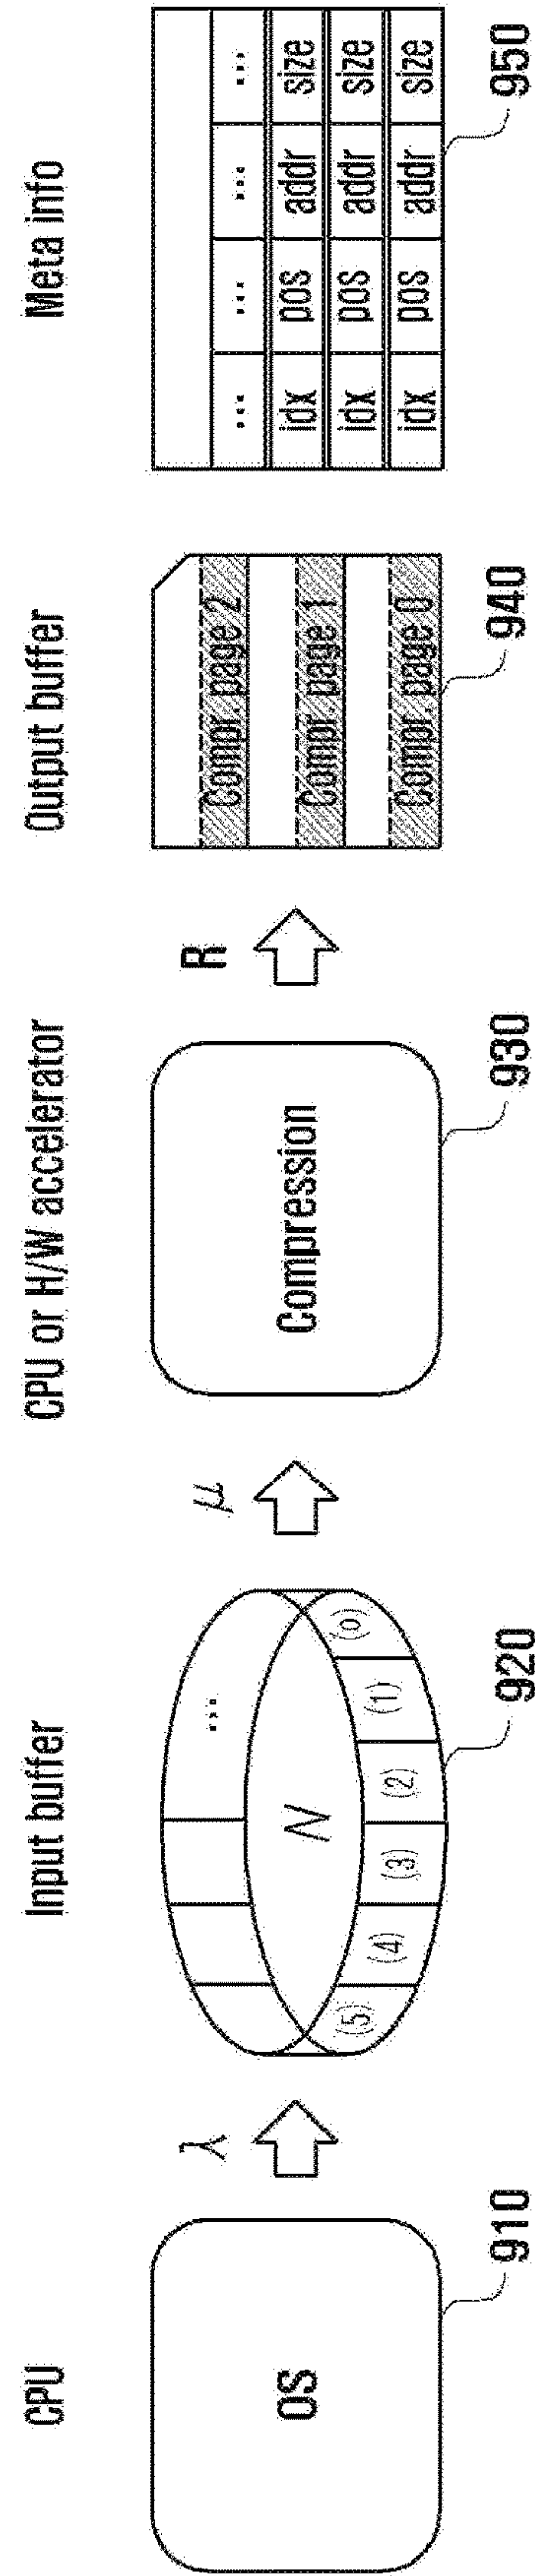 CPU
OS
910
λ
Input buffer
N
(5) (4) (3) (2) (1) (0)
...
920
μ
CPU or H/W accelerator
Compression
930
R
Output buffer
Compr. page 2
Compr. page 1
Compr. page 0
940
Meta info
... ... ... ...
idx pos addr size
idx pos addr size
idx pos addr size
950